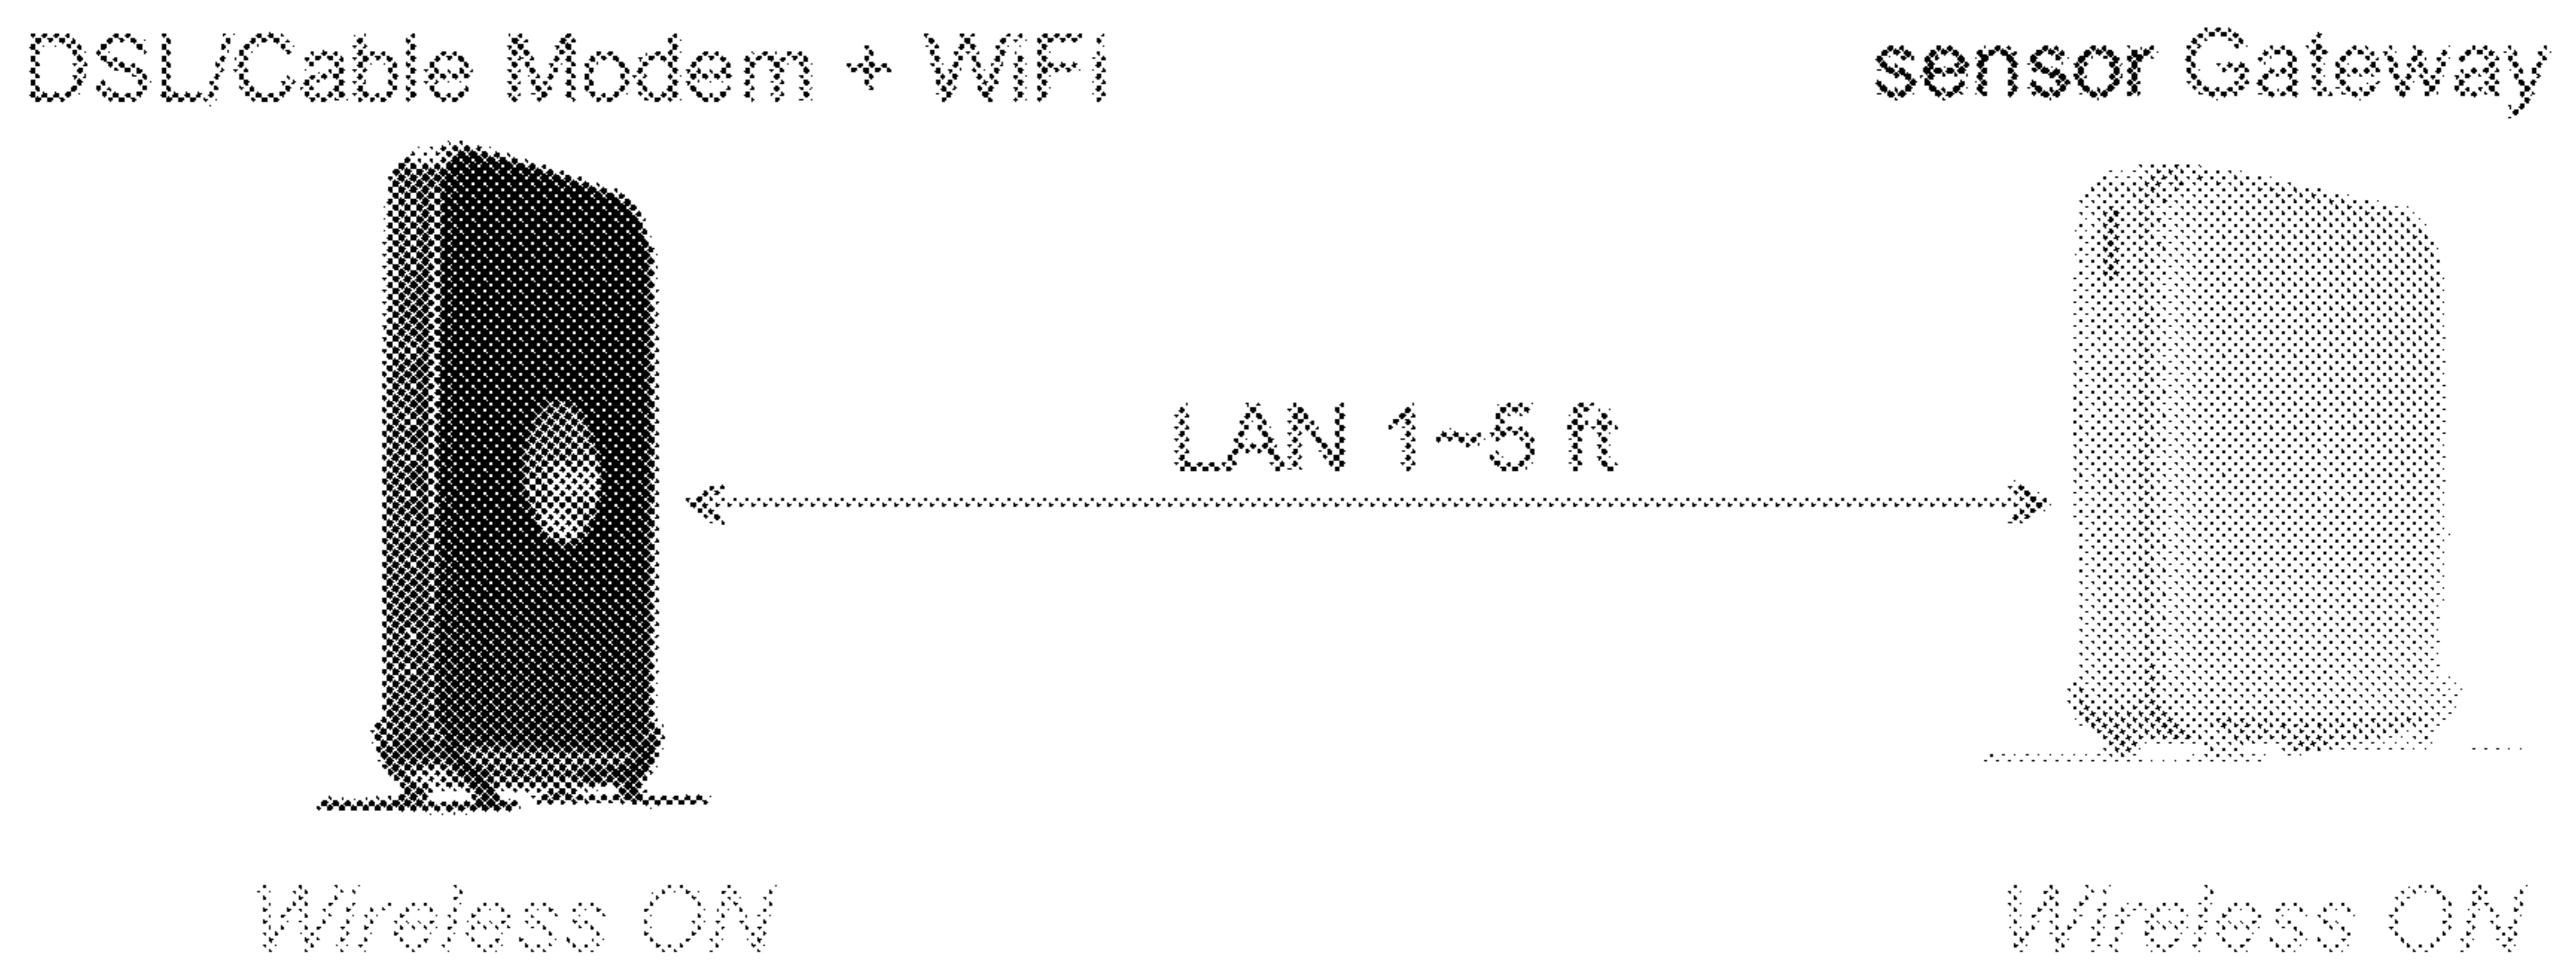 DSL/Cable Modem + WiFi
sensor Gateway
LAN 1~5 ft
Wireless ON
Wireless ON